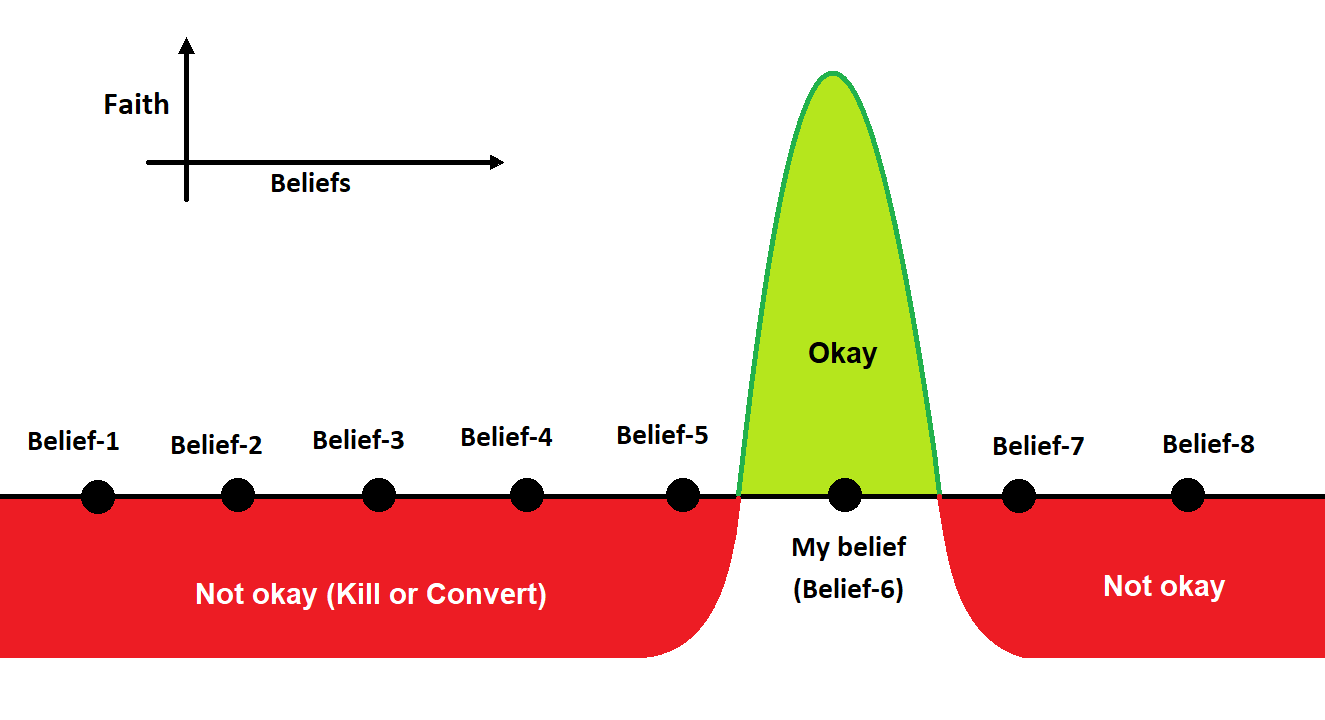 Faith
Beliefs
Okay
Belief-1
Belief-2
Belief-3
Belief-4
Belief-5
Belief-7
Belief-8
My belief
(Belief-6)
Not okay (Kill or Convert)
Not okay